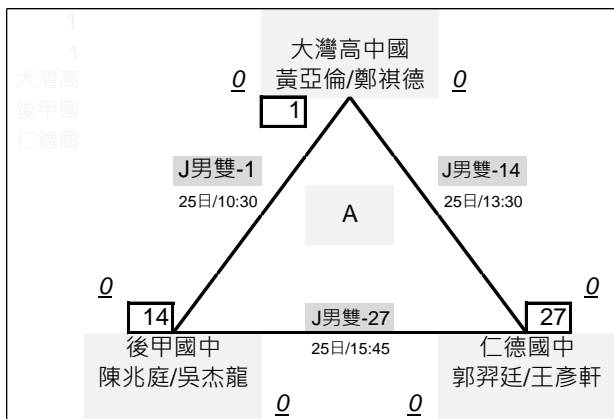 1
1
大灣高
後甲國
仁德國
大灣高中國
黃亞倫/鄭祺德
0
0
1
J男雙-1
25日/10:30
J男雙-14
25日/13:30
A
0
0
14
J男雙-27
27
25日/15:45
後甲國中
陳兆庭/吳杰龍
仁德國中
郭羿廷/王彥軒
0
0